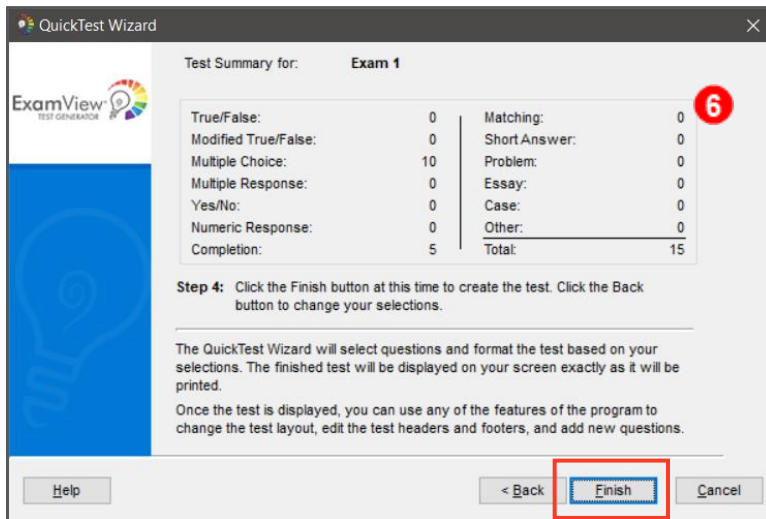 QuickTest Wizard
ExamView
TEST GENERATOR
Test Summary for: Exam 1
6
True/False: 0
Modified True/False: 0
Multiple Choice: 10
Multiple Response: 0
Yes/No: 0
Numeric Response: 0
Completion: 5
Matching: 0
Short Answer: 0
Problem: 0
Essay: 0
Case: 0
Other: 0
Total: 15
Step 4: Click the Finish button at this time to create the test. Click the Back
button to change your selections.
The QuickTest Wizard will select questions and format the test based on your
selections. The finished test will be displayed on your screen exactly as it will be
printed.
Once the test is displayed, you can use any of the features of the program to
change the test layout, edit the test headers and footers, and add new questions.
Help < Back Finish Cancel